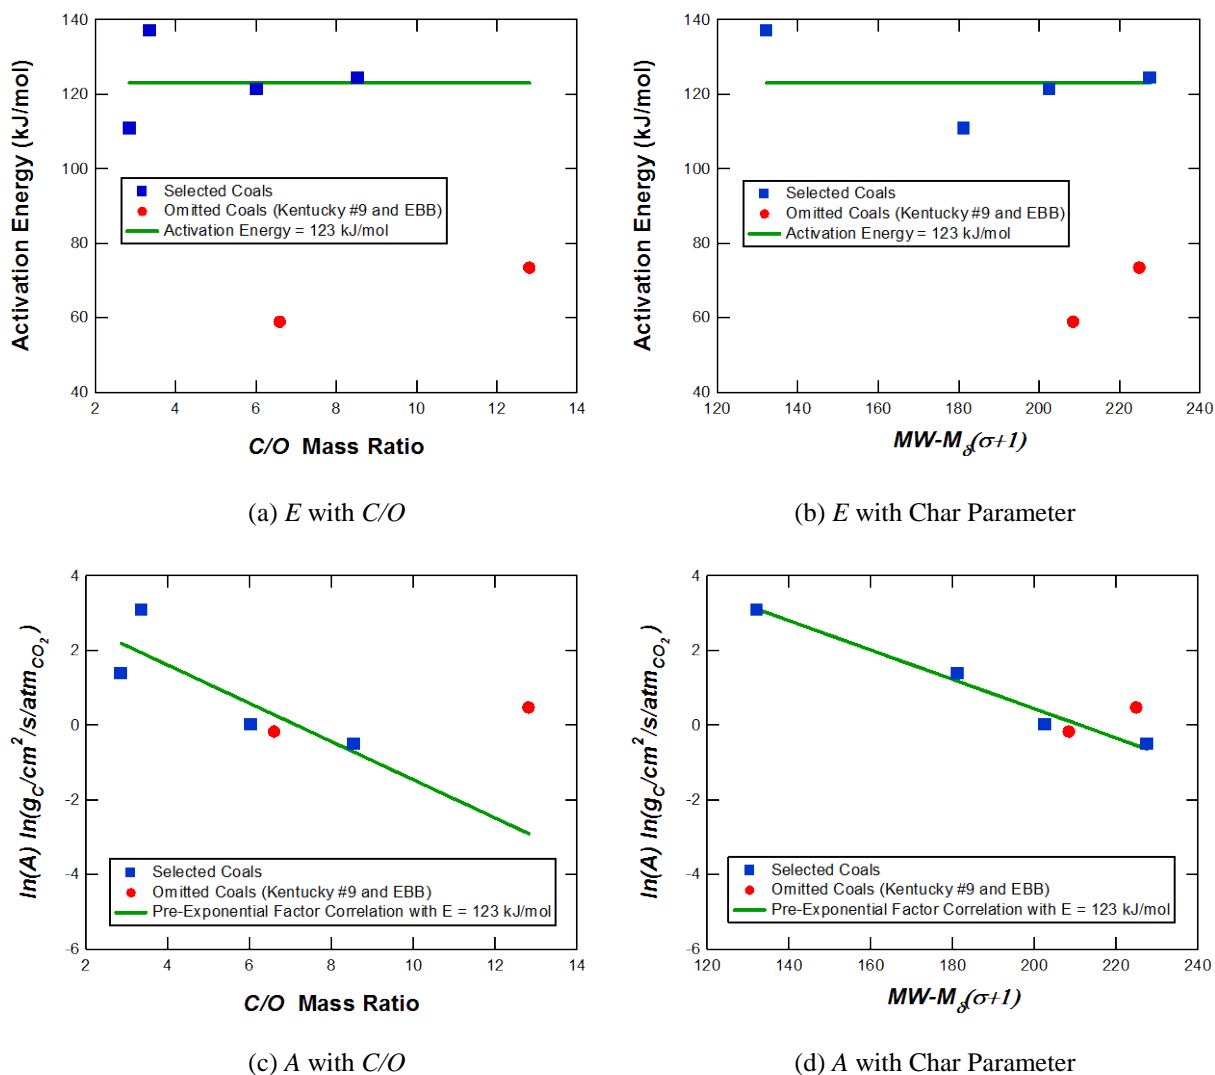 140
120
100
80
60
40
Activation Energy (kJ/mol)
Selected Coals
Omitted Coals (Kentucky #9 and EBB)
Activation Energy = 123 kJ/mol
2 4 6 8 10 12 14
C/O Mass Ratio
(a) E with C/O
140
120
100
80
60
40
Activation Energy (kJ/mol)
Selected Coals
Omitted Coals (Kentucky #9 and EBB)
Activation Energy = 123 kJ/mol
120 140 160 180 200 220 240
MW-Mδ(σ+1)
(b) E with Char Parameter
4
2
0
-2
-4
-6
ln(A) ln(gC/cm²/s/atmCO2)
Selected Coals
Omitted Coals (Kentucky #9 and EBB)
Pre-Exponential Factor Correlation with E = 123 kJ/mol
2 4 6 8 10 12 14
C/O Mass Ratio
(c) A with C/O
4
2
0
-2
-4
-6
ln(A) ln(gC/cm²/s/atmCO2)
Selected Coals
Omitted Coals (Kentucky #9 and EBB)
Pre-Exponential Factor Correlation with E = 123 kJ/mol
120 140 160 180 200 220 240
MW-Mδ(σ+1)
(d) A with Char Parameter